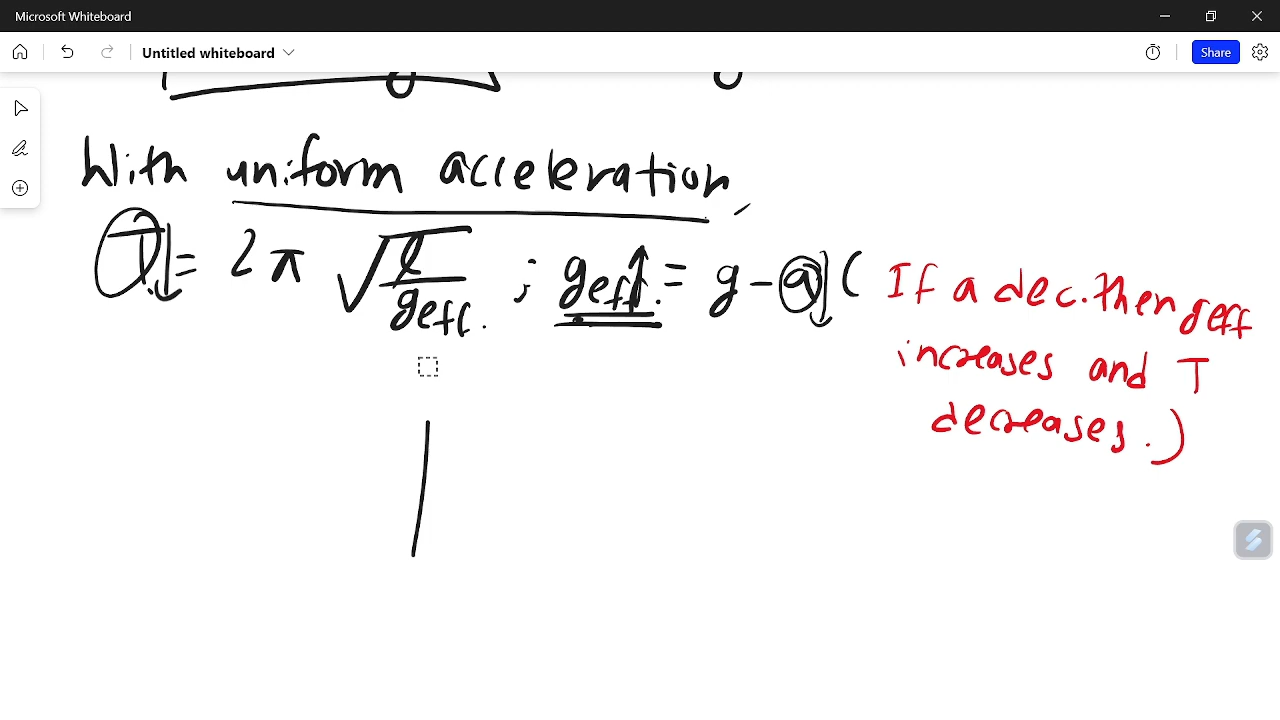 Microsoft Whiteboard
Untitled whiteboard
Share
With uniform acceleration,
T = 2π √l/geff. ; geff. = g - a (If a dec. then geff
increases and T
decreases.)